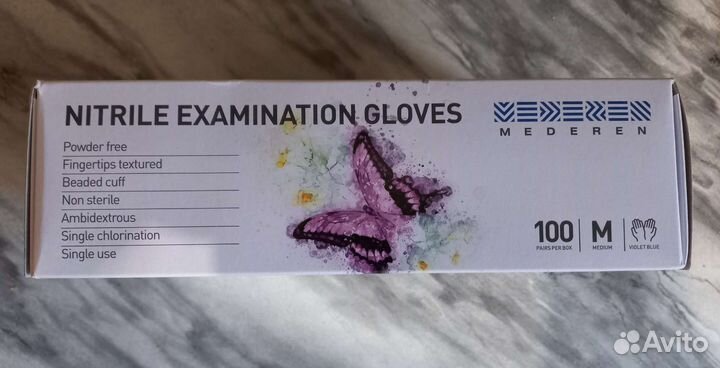 NITRILE EXAMINATION GLOVES
MEDEREN
MEDEREN
Powder free
Fingertips textured
Beaded cuff
Non sterile
Ambidextrous
Single chlorination
Single use
100
PAIRS PER BOX
M
MEDIUM
VIOLET BLUE
Avito